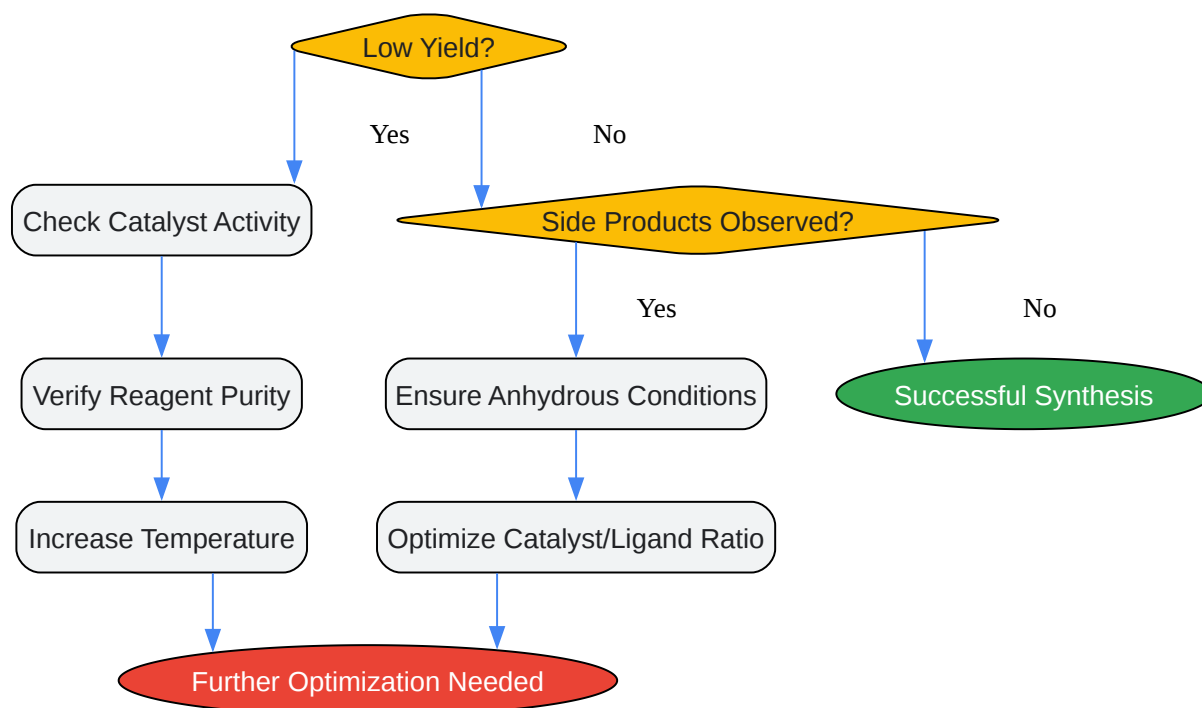 Low Yield?
Yes
No
Check Catalyst Activity
Side Products Observed?
Yes
No
Verify Reagent Purity
Ensure Anhydrous Conditions
Successful Synthesis
Increase Temperature
Optimize Catalyst/Ligand Ratio
Further Optimization Needed